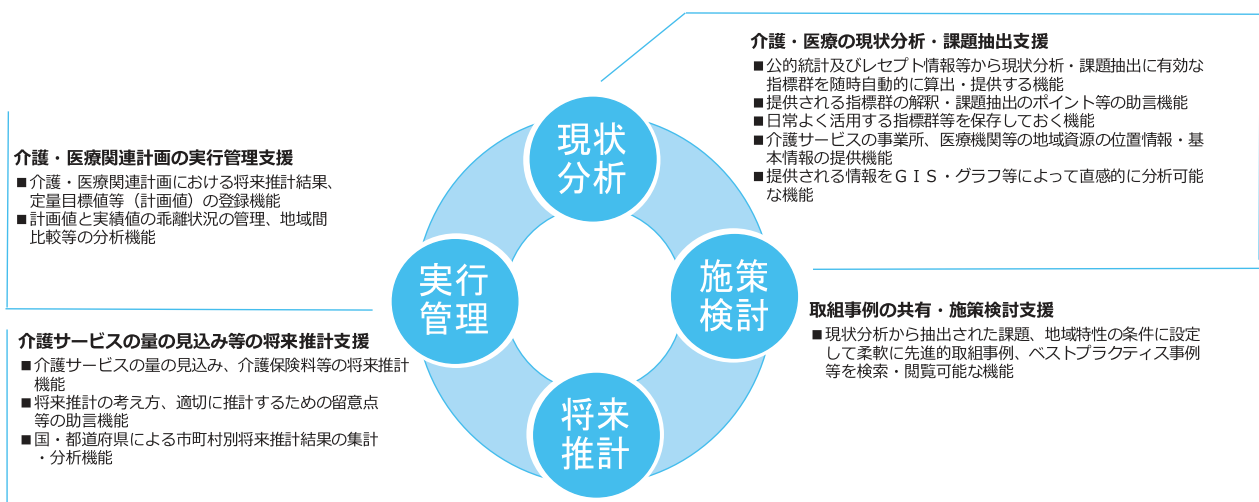 介護・医療の現状分析・課題抽出支援
■公的統計及びレセプト情報等から現状分析・課題抽出に有効な
指標群を随時自動的に算出・提供する機能
■提供される指標群の解釈・課題抽出のポイント等の助言機能
■日常よく活用する指標群等を保存しておく機能
■介護サービスの事業所、医療機関等の地域資源の位置情報・基
本情報の提供機能
■提供される情報をＧＩＳ・グラフ等によって直感的に分析可能
な機能
現状
分析
介護・医療関連計画の実行管理支援
■介護・医療関連計画における将来推計結果、
定量目標値等（計画値）の登録機能
■計画値と実績値の乖離状況の管理、地域間
比較等の分析機能
実行
管理
施策
検討
取組事例の共有・施策検討支援
■現状分析から抽出された課題、地域特性の条件に設定
して柔軟に先進的取組事例、ベストプラクティス事例
等を検索・閲覧可能な機能
介護サービスの量の見込み等の将来推計支援
■介護サービスの量の見込み、介護保険料等の将来推計
機能
■将来推計の考え方、適切に推計するための留意点
等の助言機能
■国・都道府県による市町村別将来推計結果の集計
・分析機能
将来
推計